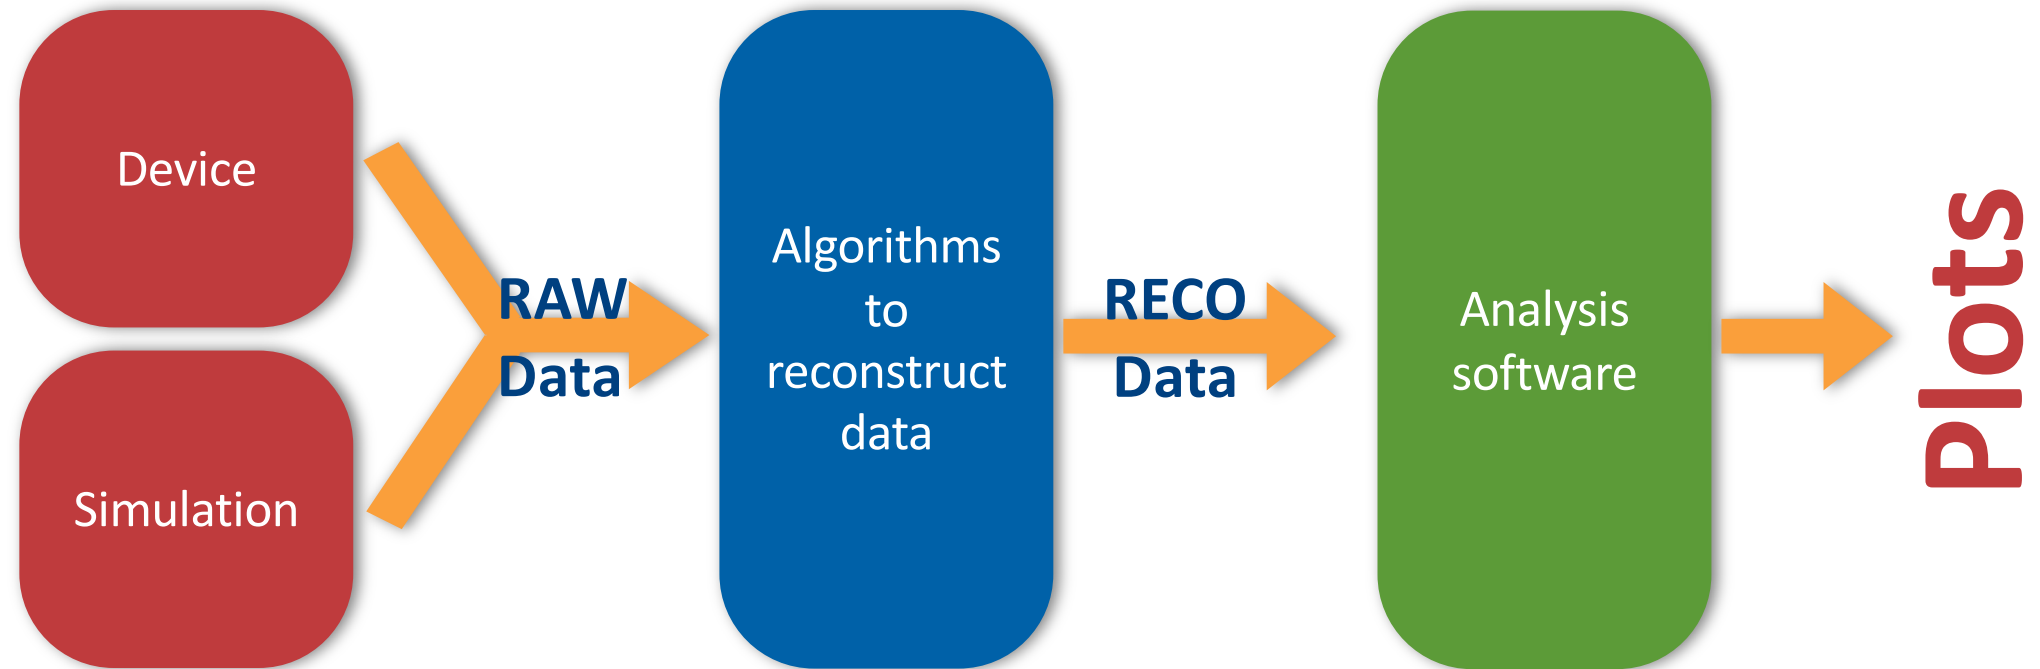 Device
Simulation
RAW
Data
Algorithms
to
reconstruct
data
RECO
Data
Analysis
software
Plots